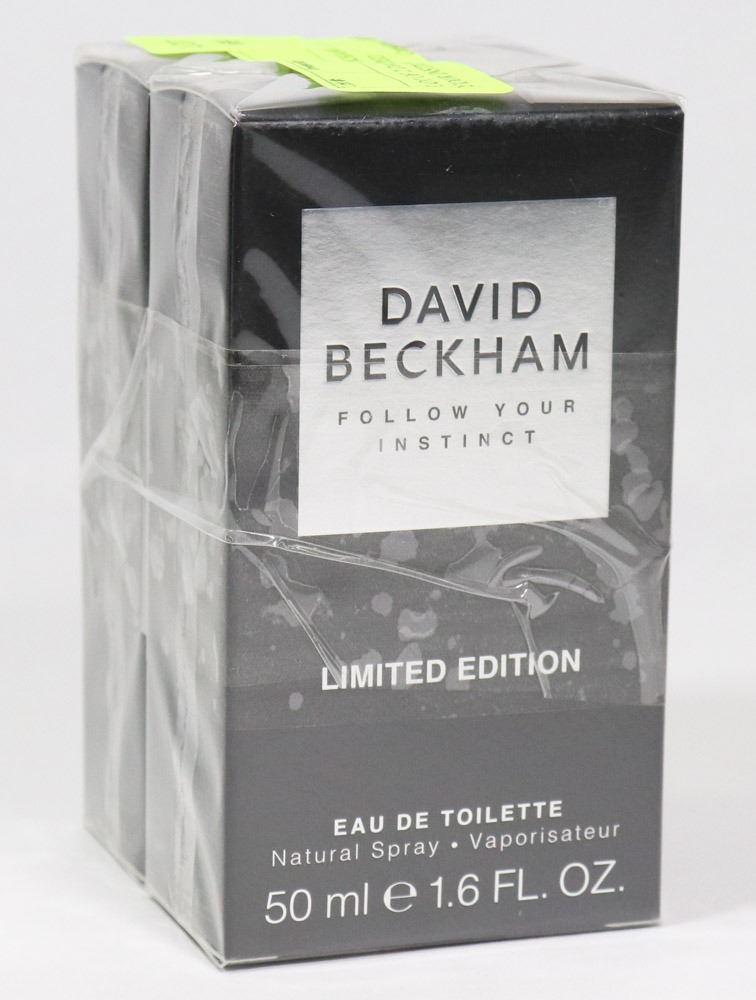 DAVID
BECKHAM
FOLLOW YOUR
INSTINCT
LIMITED EDITION
EAU DE TOILETTE
Natural Spray • Vaporisateur
50 ml ℮ 1.6 FL. OZ.